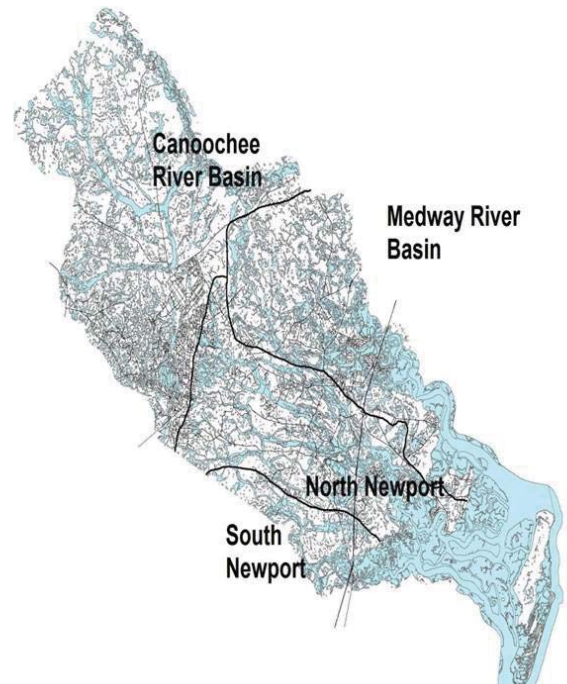 Canoochee
River Basin
Medway River
Basin
North Newport
South
Newport